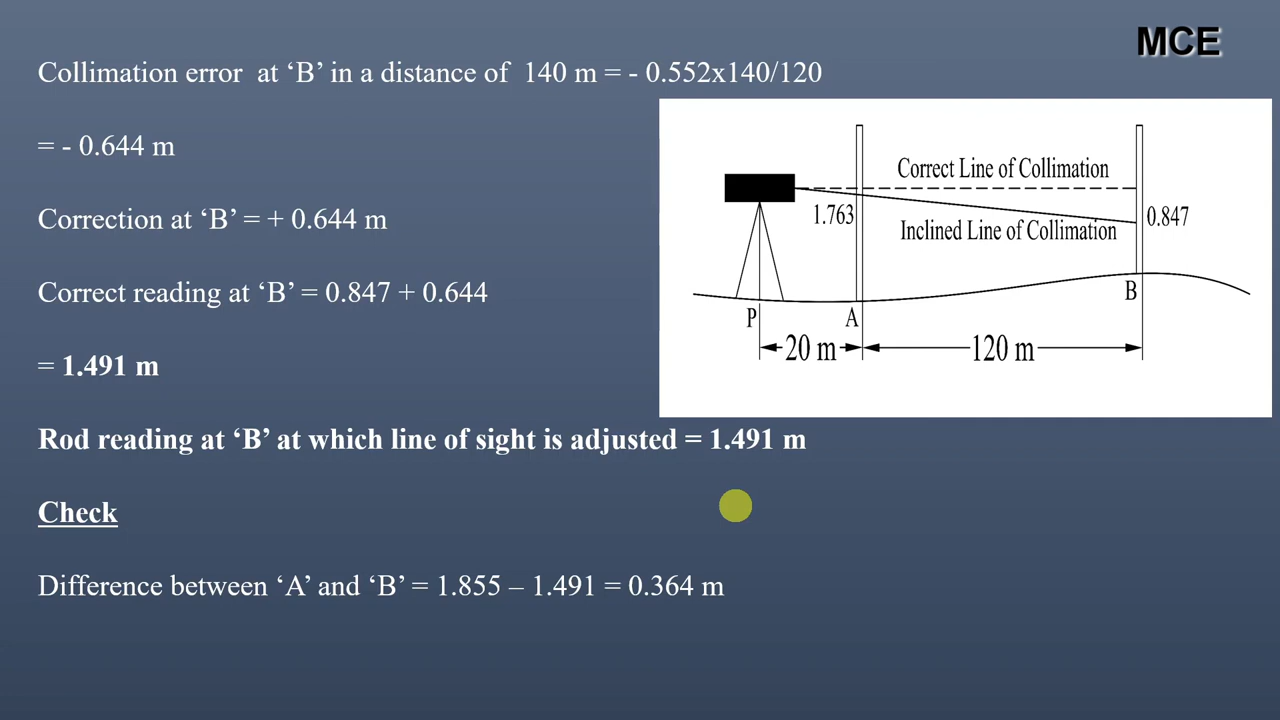 MCE
Collimation error at ‘B’ in a distance of 140 m = - 0.552x140/120
= - 0.644 m
Correction at ‘B’ = + 0.644 m
Correct reading at ‘B’ = 0.847 + 0.644
= 1.491 m
Rod reading at ‘B’ at which line of sight is adjusted = 1.491 m
Check
Difference between ‘A’ and ‘B’ = 1.855 – 1.491 = 0.364 m
Correct Line of Collimation
1.763
0.847
Inclined Line of Collimation
B
P
A
20 m
120 m